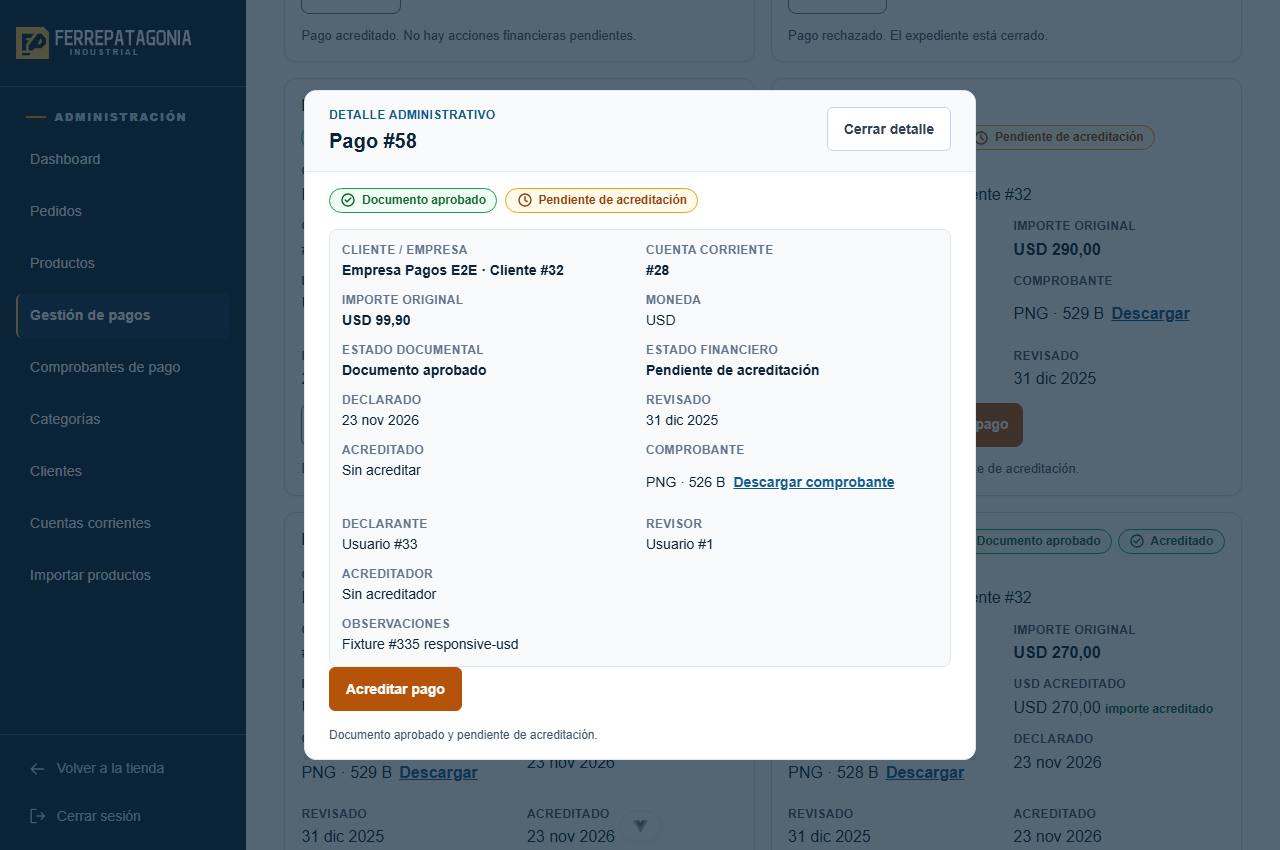 FERREPATAGONIA
INDUSTRIAL
ADMINISTRACIÓN
Dashboard
Pedidos
Productos
Gestión de pagos
Comprobantes de pago
Categorías
Clientes
Cuentas corrientes
Importar productos
Volver a la tienda
Cerrar sesión
Pago acreditado. No hay acciones financieras pendientes.
Pago rechazado. El expediente está cerrado.
DETALLE ADMINISTRATIVO
Pago #58
Cerrar detalle
Documento aprobado
Pendiente de acreditación
CLIENTE / EMPRESA
Empresa Pagos E2E · Cliente #32
CUENTA CORRIENTE
#28
IMPORTE ORIGINAL
USD 99,90
MONEDA
USD
ESTADO DOCUMENTAL
Documento aprobado
ESTADO FINANCIERO
Pendiente de acreditación
DECLARADO
23 nov 2026
REVISADO
31 dic 2025
ACREDITADO
Sin acreditar
COMPROBANTE
PNG · 526 B Descargar comprobante
DECLARANTE
Usuario #33
REVISOR
Usuario #1
ACREDITADOR
Sin acreditador
OBSERVACIONES
Fixture #335 responsive-usd
Acreditar pago
Documento aprobado y pendiente de acreditación.
Pendiente de acreditación
#32
IMPORTE ORIGINAL
USD 290,00
COMPROBANTE
PNG · 529 B Descargar
REVISADO
31 dic 2025
pago
de acreditación.
Documento aprobado
Acreditado
#32
IMPORTE ORIGINAL
USD 270,00
USD ACREDITADO
USD 270,00 importe acreditado
DECLARADO
23 nov 2026
PNG · 529 B Descargar
23 nov 2026
PNG · 528 B Descargar
REVISADO
31 dic 2025
ACREDITADO
23 nov 2026
REVISADO
31 dic 2025
ACREDITADO
23 nov 2026